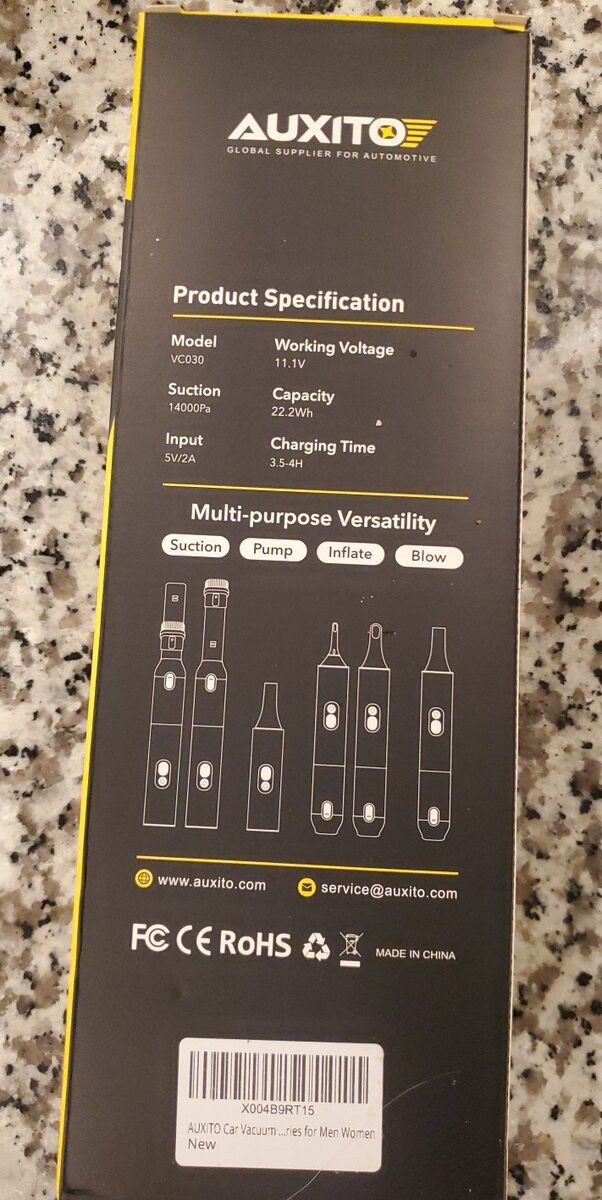 AUXITO
GLOBAL SUPPLIER FOR AUTOMOTIVE
Product Specification
Model
VC030
Working Voltage
11.1V
Suction
14000Pa
Capacity
22.2Wh
Input
5V/2A
Charging Time
3.5-4H
Multi-purpose Versatility
Suction Pump Inflate Blow
www.auxito.com service@auxito.com
FC CE RoHS MADE IN CHINA
X004B9RT15
AUXITO Car Vacuum ...ries for Men Women
New